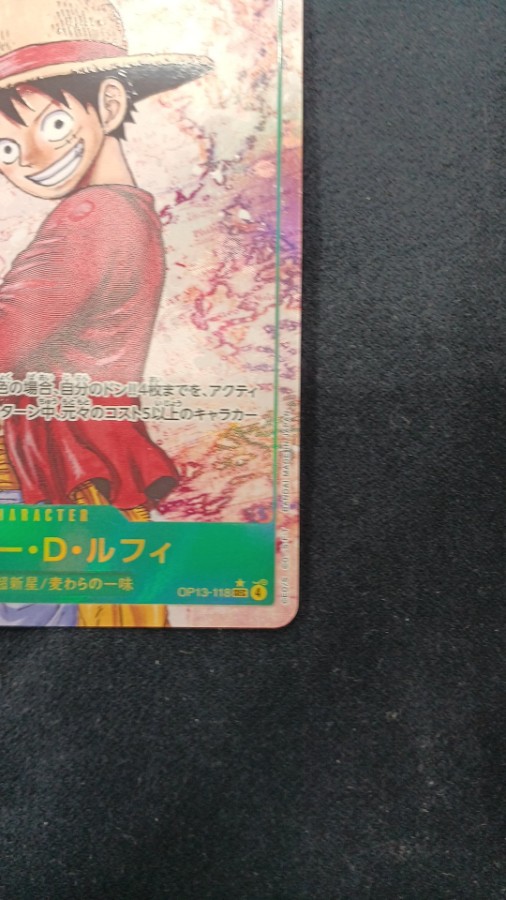 色の場合、自分のドン!!4枚までを、アクティ
ターン中、元々のコスト5以上のキャラカー
CHARACTER
ー・D・ルフィ
超新星/麦わらの一味
OP13-118 SEC 4